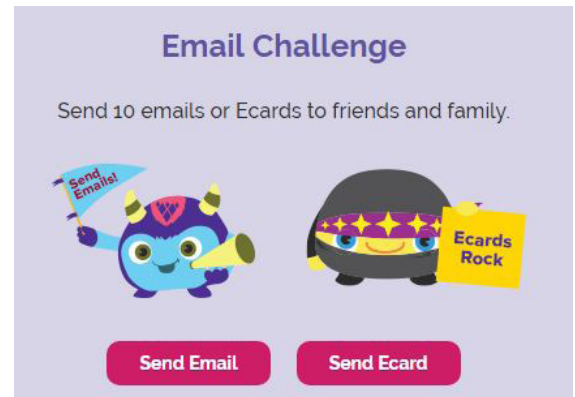 Email Challenge
Send 10 emails or Ecards to friends and family.
Send
Emails!
Ecards
Rock
Send Email
Send Ecard